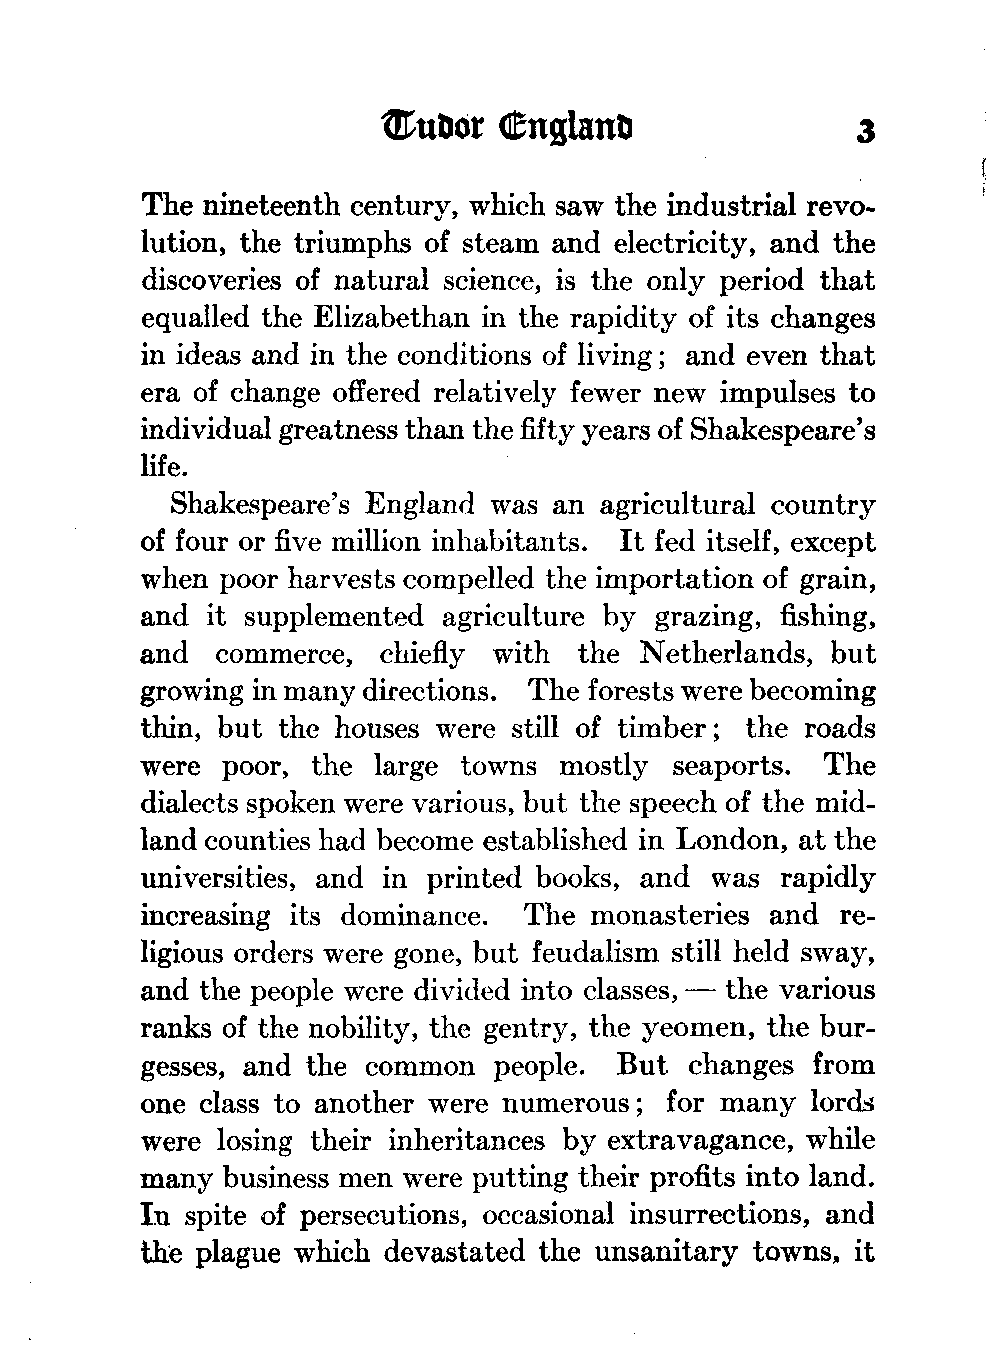 Tudor England 3
The nineteenth century, which saw the industrial revo-
lution, the triumphs of steam and electricity, and the
discoveries of natural science, is the only period that
equalled the Elizabethan in the rapidity of its changes
in ideas and in the conditions of living; and even that
era of change offered relatively fewer new impulses to
individual greatness than the fifty years of Shakespeare's
life.
Shakespeare's England was an agricultural country
of four or five million inhabitants. It fed itself, except
when poor harvests compelled the importation of grain,
and it supplemented agriculture by grazing, fishing,
and commerce, chiefly with the Netherlands, but
growing in many directions. The forests were becoming
thin, but the houses were still of timber; the roads
were poor, the large towns mostly seaports. The
dialects spoken were various, but the speech of the mid-
land counties had become established in London, at the
universities, and in printed books, and was rapidly
increasing its dominance. The monasteries and re-
ligious orders were gone, but feudalism still held sway,
and the people were divided into classes, — the various
ranks of the nobility, the gentry, the yeomen, the bur-
gesses, and the common people. But changes from
one class to another were numerous; for many lords
were losing their inheritances by extravagance, while
many business men were putting their profits into land.
In spite of persecutions, occasional insurrections, and
the plague which devastated the unsanitary towns, it